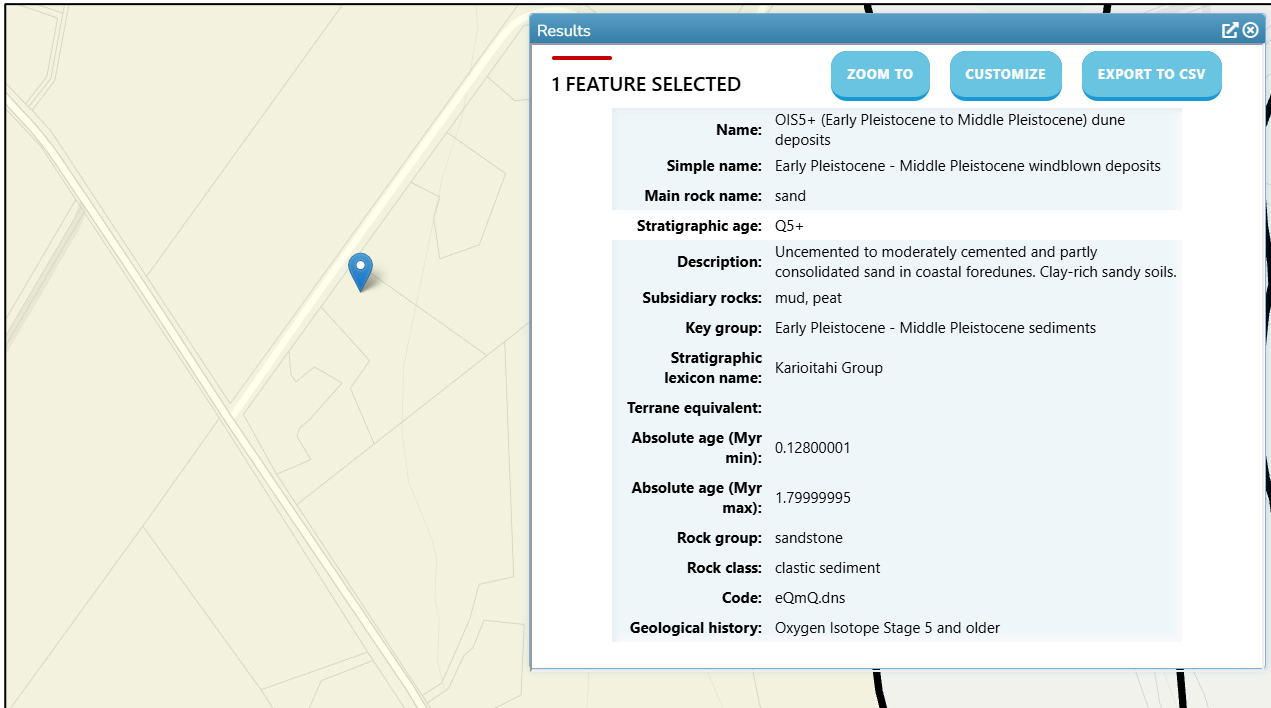 Results
1 FEATURE SELECTED
ZOOM TO
CUSTOMIZE
EXPORT TO CSV
Name: OIS5+ (Early Pleistocene to Middle Pleistocene) dune
deposits
Simple name: Early Pleistocene - Middle Pleistocene windblown deposits
Main rock name: sand
Stratigraphic age: Q5+
Description: Uncemented to moderately cemented and partly
consolidated sand in coastal foredunes. Clay-rich sandy soils.
Subsidiary rocks: mud, peat
Key group: Early Pleistocene - Middle Pleistocene sediments
Stratigraphic
lexicon name: Karioitahi Group
Terrane equivalent:
Absolute age (Myr
min): 0.12800001
Absolute age (Myr
max): 1.79999995
Rock group: sandstone
Rock class: clastic sediment
Code: eQmQ.dns
Geological history: Oxygen Isotope Stage 5 and older